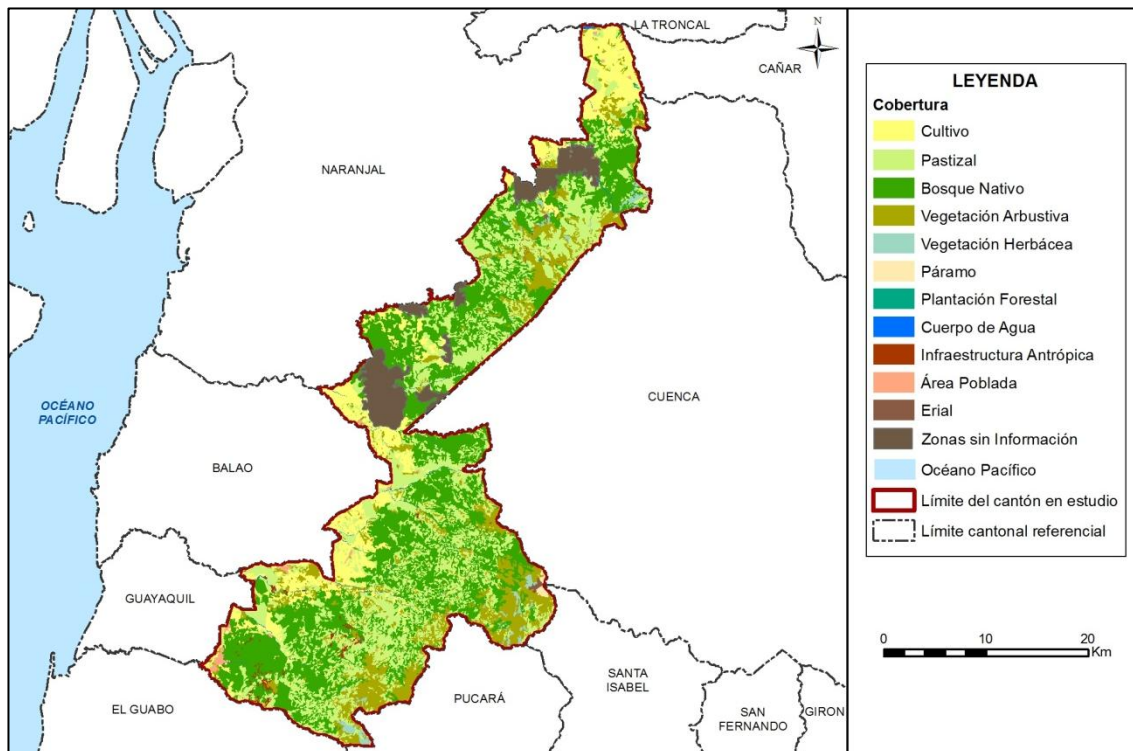 LA TRONCAL
N
CAÑAR
NARANJAL
OCÉANO
PACÍFICO
CUENCA
BALAO
GUAYAQUIL
SANTA
ISABEL
EL GUABO
PUCARÁ
SAN
FERNANDO
GIRON
LEYENDA
Cobertura
Cultivo
Pastizal
Bosque Nativo
Vegetación Arbustiva
Vegetación Herbácea
Páramo
Plantación Forestal
Cuerpo de Agua
Infraestructura Antrópica
Área Poblada
Erial
Zonas sin Información
Océano Pacífico
Límite del cantón en estudio
Límite cantonal referencial
0 10 20
Km